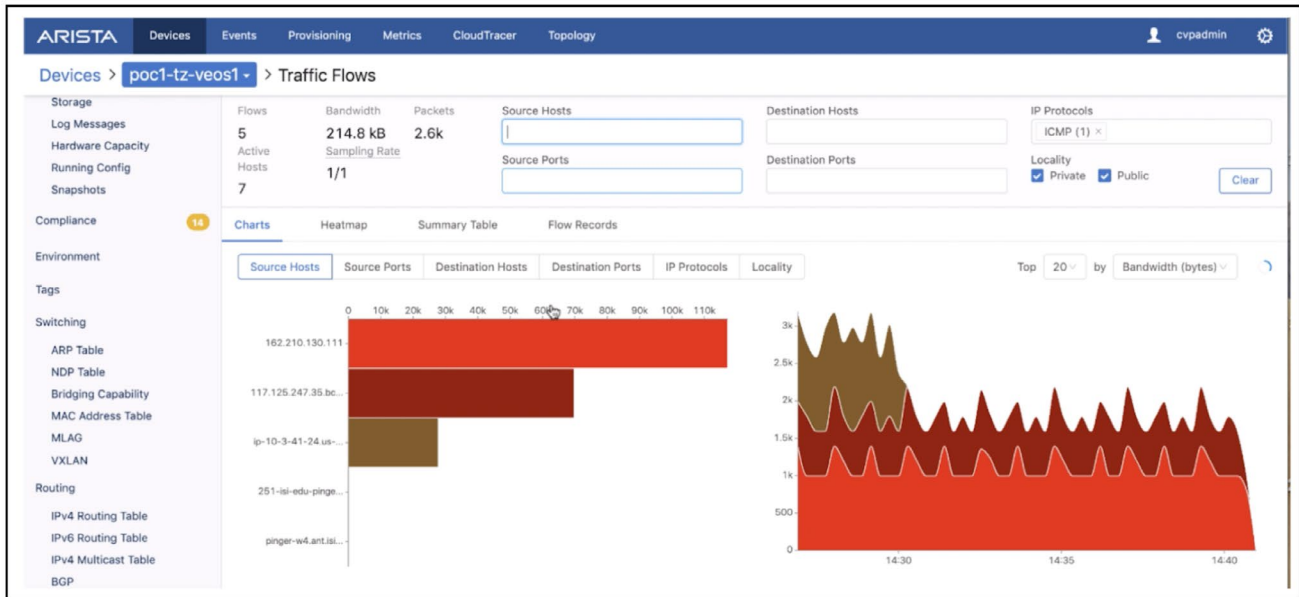 ARISTA Devices Events Provisioning Metrics CloudTracer Topology cvpadmin
Devices > poc1-tz-veos1 > Traffic Flows
Storage
Log Messages
Hardware Capacity
Running Config
Snapshots
Compliance 14
Environment
Tags
Switching
ARP Table
NDP Table
Bridging Capability
MAC Address Table
MLAG
VXLAN
Routing
IPv4 Routing Table
IPv6 Routing Table
IPv4 Multicast Table
BGP
Flows Bandwidth Packets
5 214.8 kB 2.6k
Active Sampling Rate
Hosts 1/1
7
Source Hosts
Source Ports
Destination Hosts
Destination Ports
IP Protocols
ICMP (1) ×
Locality
Private Public
Clear
Charts Heatmap Summary Table Flow Records
Source Hosts Source Ports Destination Hosts Destination Ports IP Protocols Locality Top 20 by Bandwidth (bytes)
0 10k 20k 30k 40k 50k 70k 80k 90k 100k 110k
162.210.130.111
117.125.247.35.bc...
ip-10-3-41-24.us-...
251-isi-edu-pinge...
pinger-w4.ant.isi...
3k
2.5k
2k
1.5k
1k
500
0
14:30 14:35 14:40